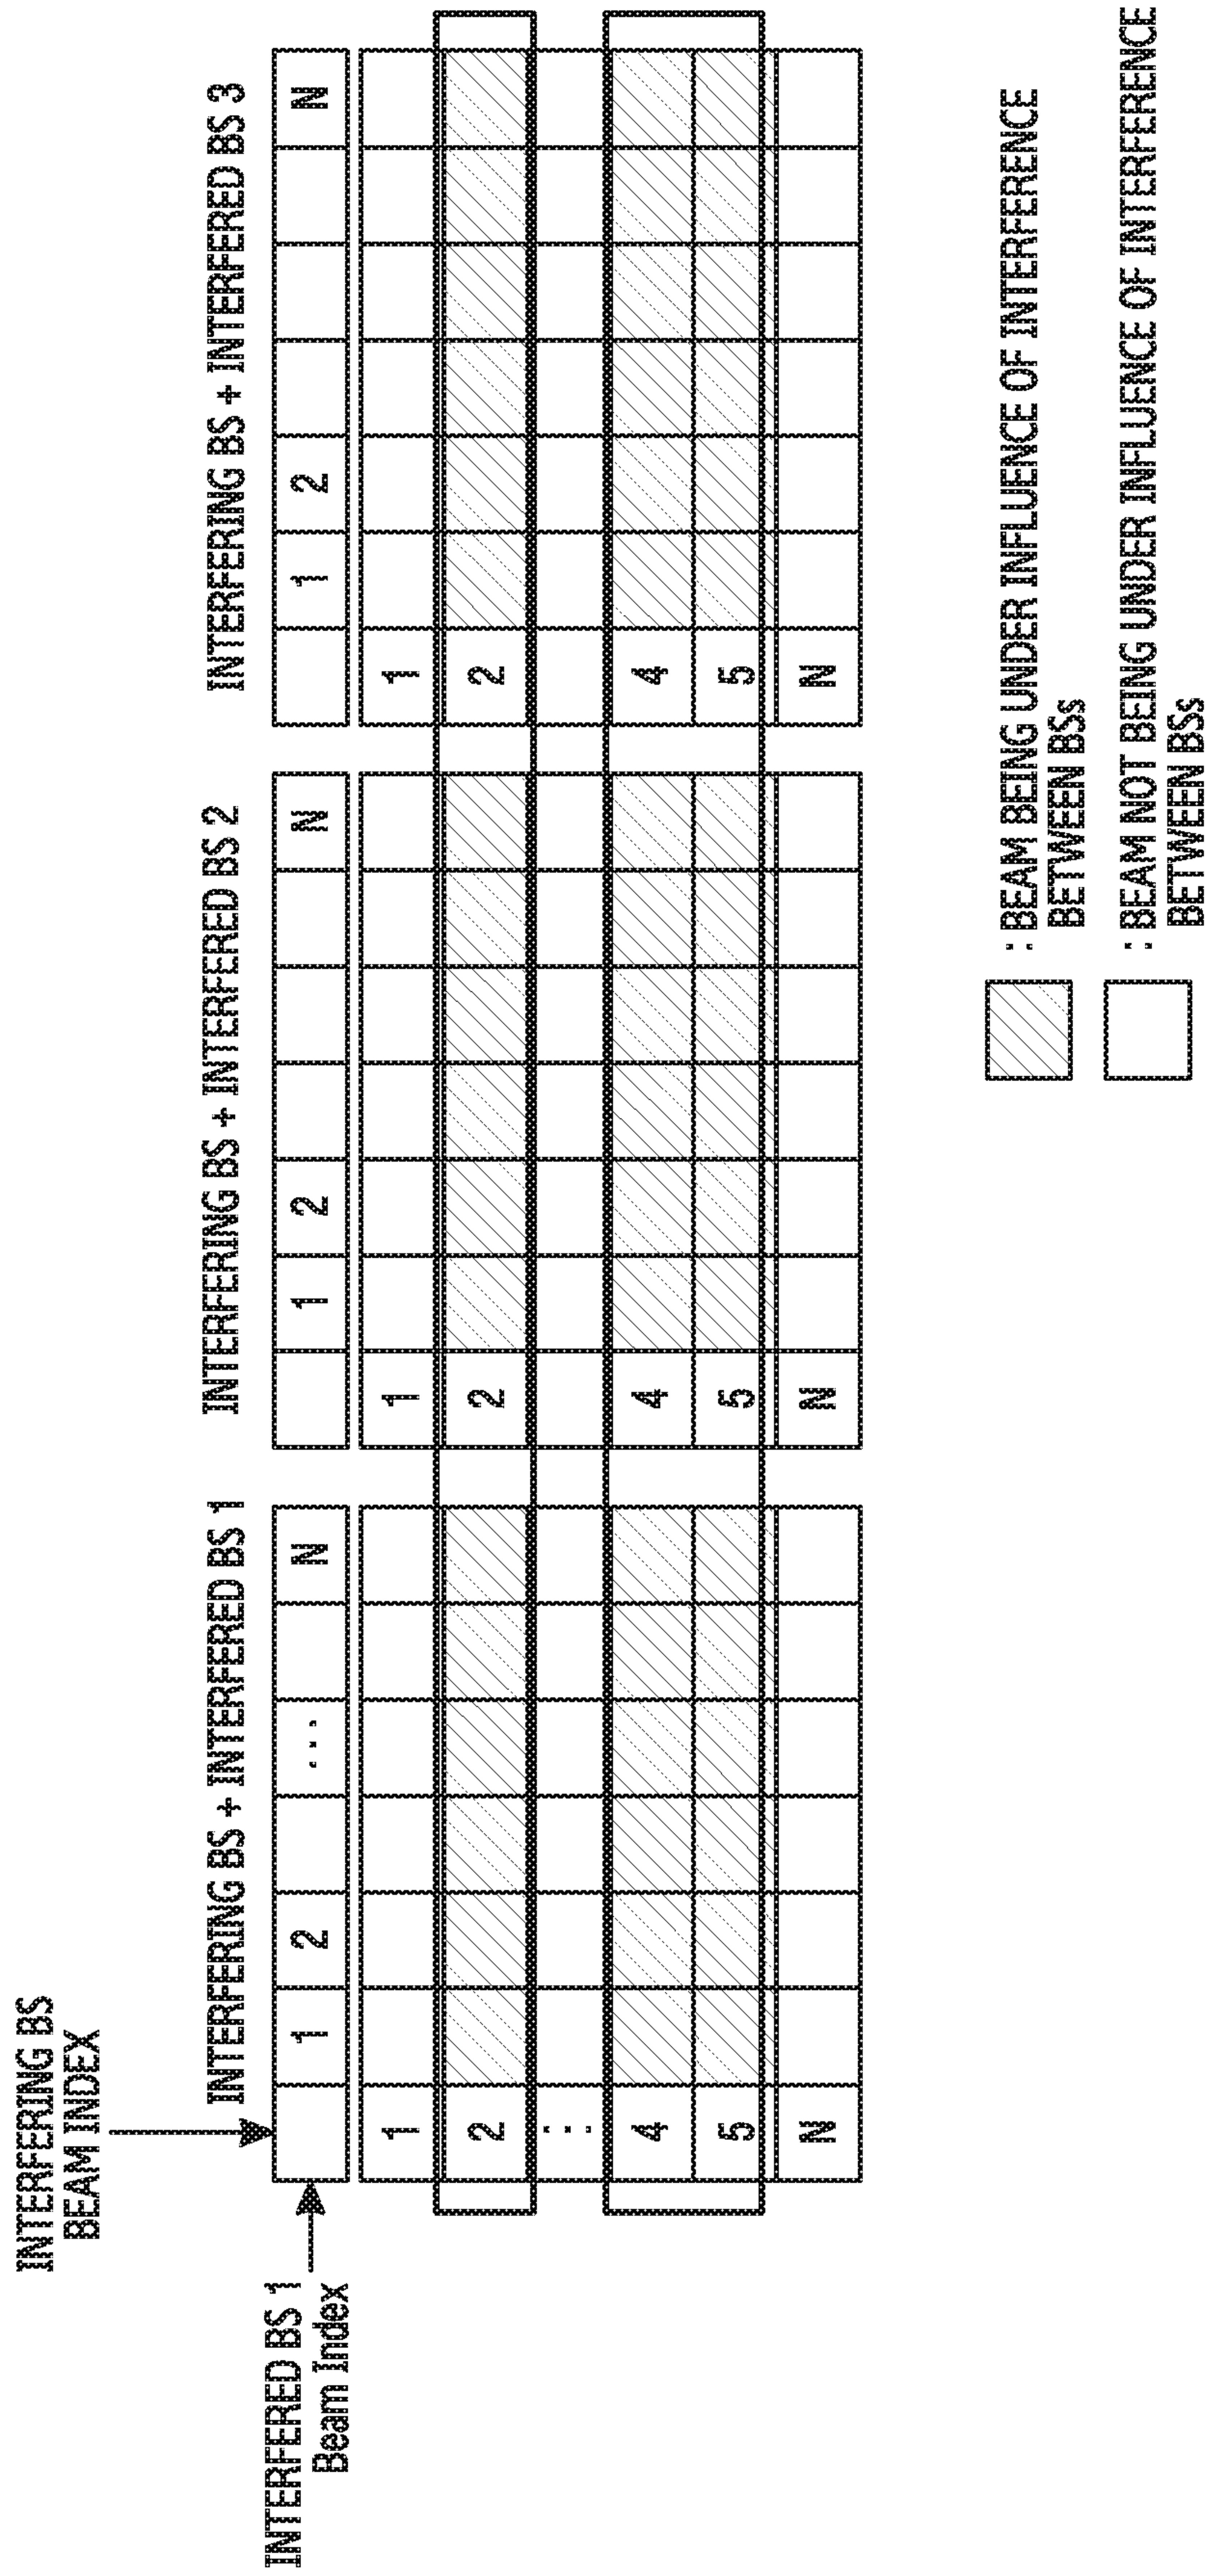 INTERFERING BS
BEAM INDEX
INTERFERED BS 1
Beam Index
INTERFERING BS + INTERFERED BS 1
1 2 ... N
1
2
...
4
5
N
INTERFERING BS + INTERFERED BS 2
1 2 N
1
2
4
5
N
INTERFERING BS + INTERFERED BS 3
1 2 N
1
2
4
5
N
: BEAM BEING UNDER INFLUENCE OF INTERFERENCE
BETWEEN BSs
: BEAM NOT BEING UNDER INFLUENCE OF INTERFERENCE
BETWEEN BSs